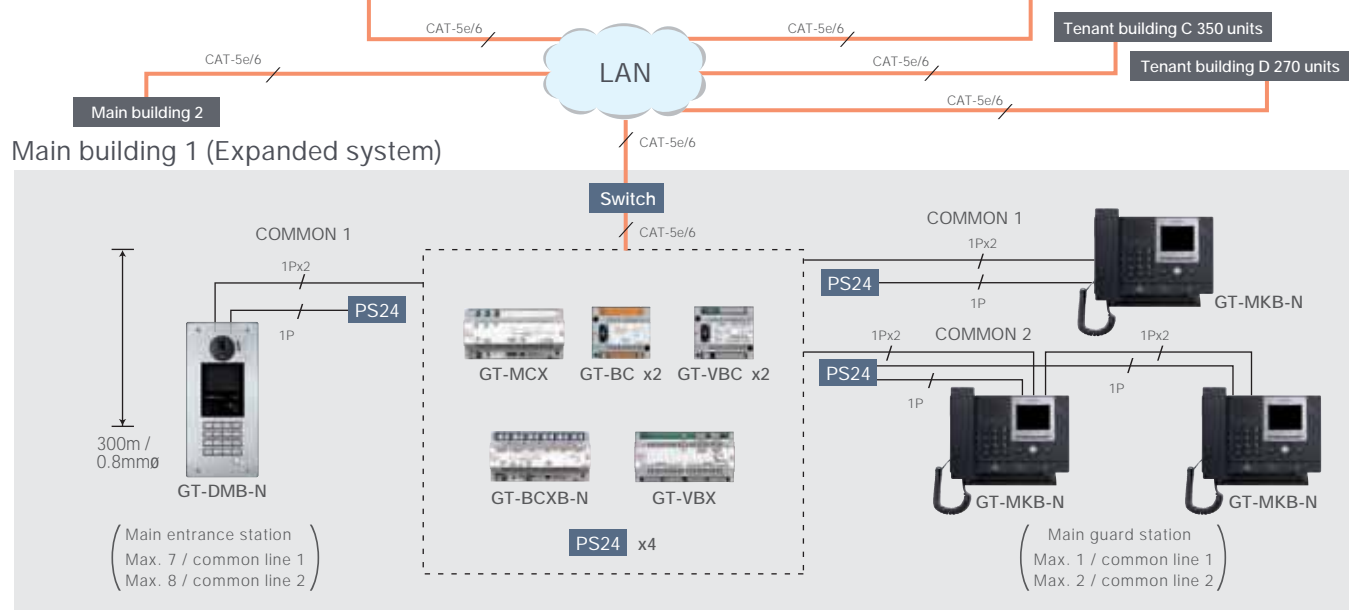 CAT-5e/6
CAT-5e/6
Tenant building C 350 units
CAT-5e/6
LAN
CAT-5e/6
Tenant building D 270 units
Main building 2
CAT-5e/6
CAT-5e/6
Main building 1 (Expanded system)
Switch
CAT-5e/6
COMMON 1
1Px2
PS24
1P
300m /
0.8mmø
GT-DMB-N
Main entrance station
Max. 7 / common line 1
Max. 8 / common line 2
GT-MCX
GT-BC x2
GT-VBC x2
GT-BCXB-N
GT-VBX
PS24 x4
COMMON 1
1Px2
PS24
1P
GT-MKB-N
1Px2
COMMON 2
1Px2
PS24
1P
1P
GT-MKB-N
GT-MKB-N
Main guard station
Max. 1 / common line 1
Max. 2 / common line 2